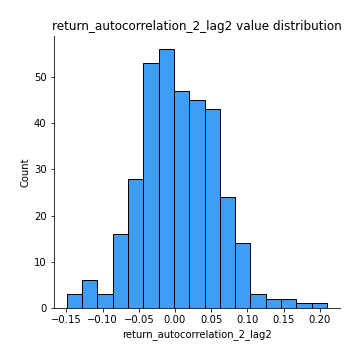 return_autocorrelation_2_lag2 value distribution
50
40
30
20
10
0
Count
−0.15 −0.10 −0.05 0.00 0.05 0.10 0.15 0.20
return_autocorrelation_2_lag2